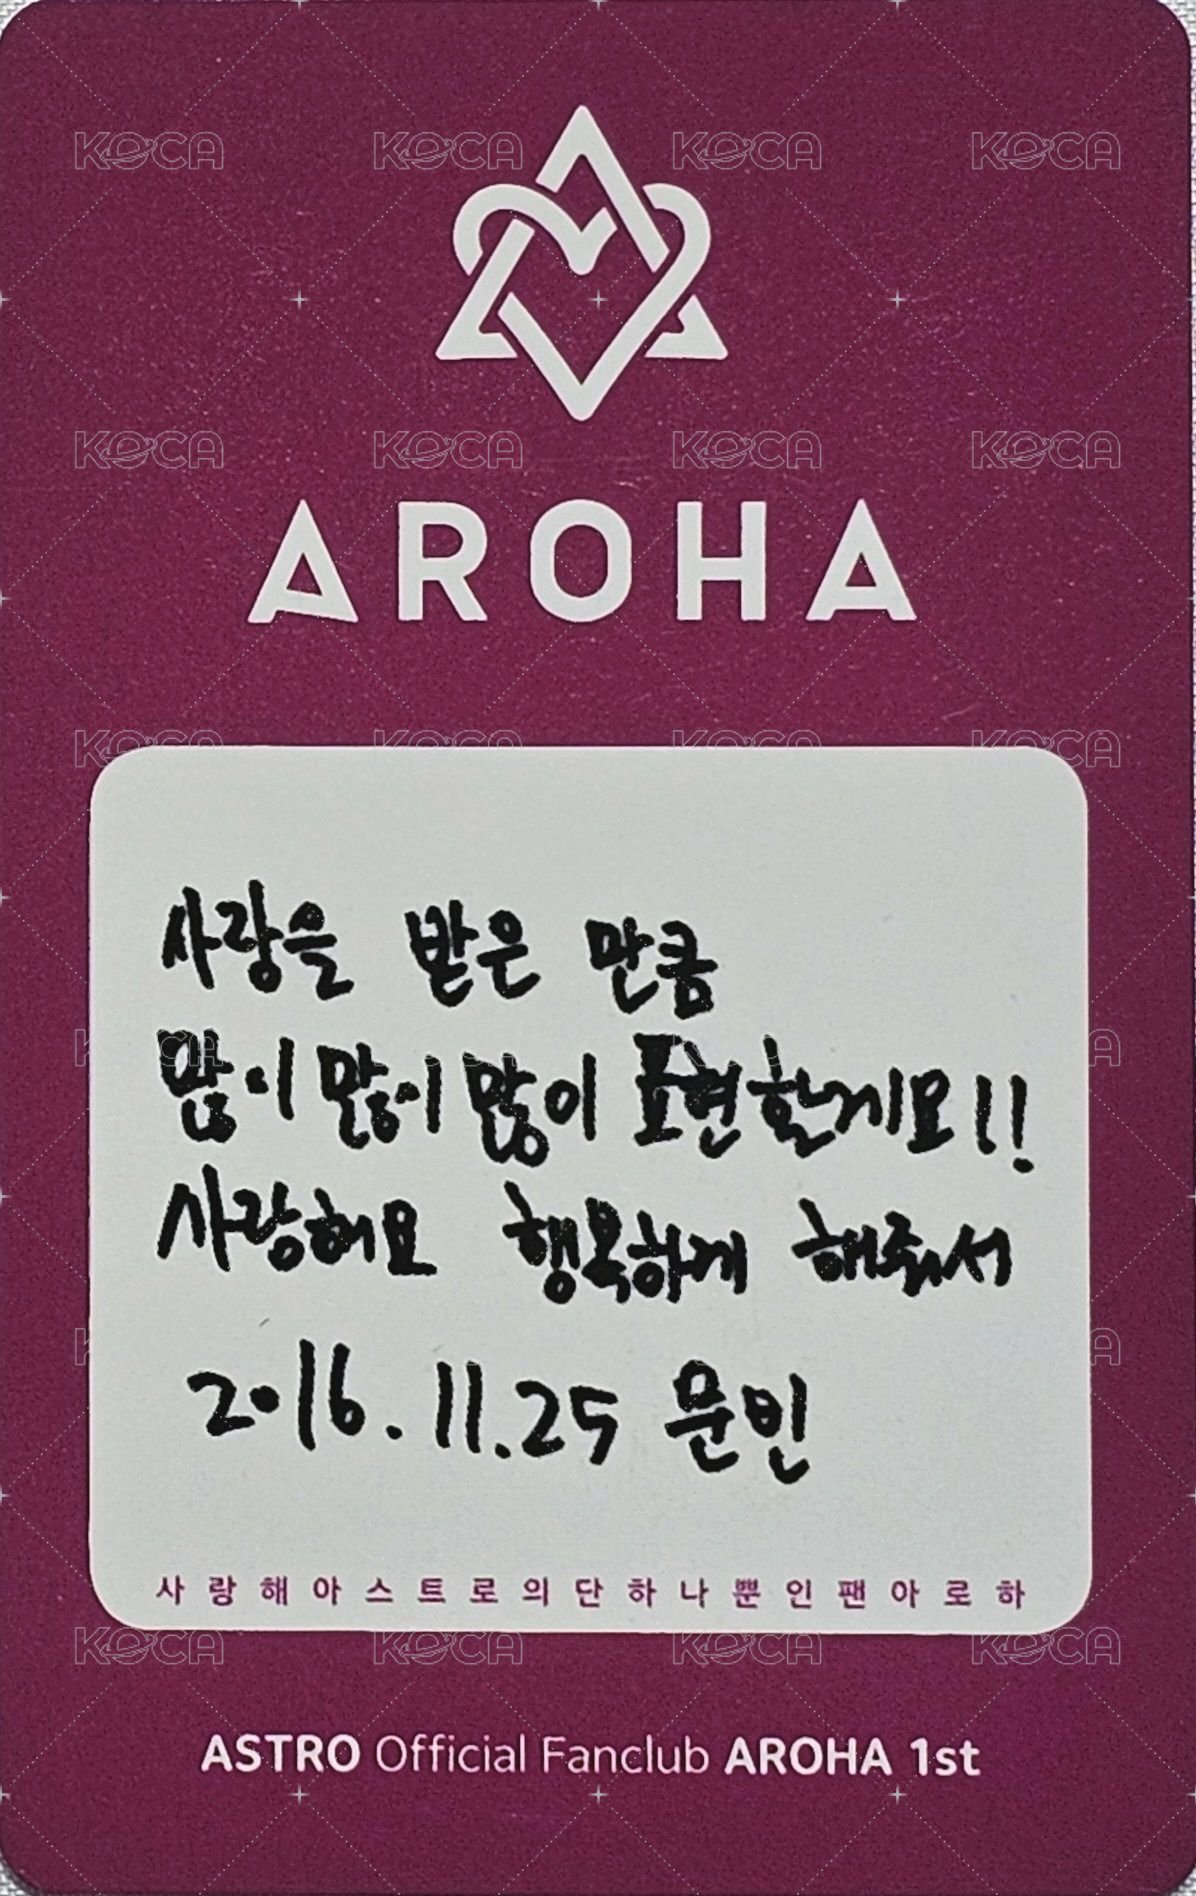 AROHA
사랑을 받은 만큼
많이 많이 많이 표현할게요!!
사랑해요 행복하게 해줘서
2016.11.25 문빈
사랑해아스트로의단하나뿐인팬아로하
ASTRO Official Fanclub AROHA 1st
KOCA